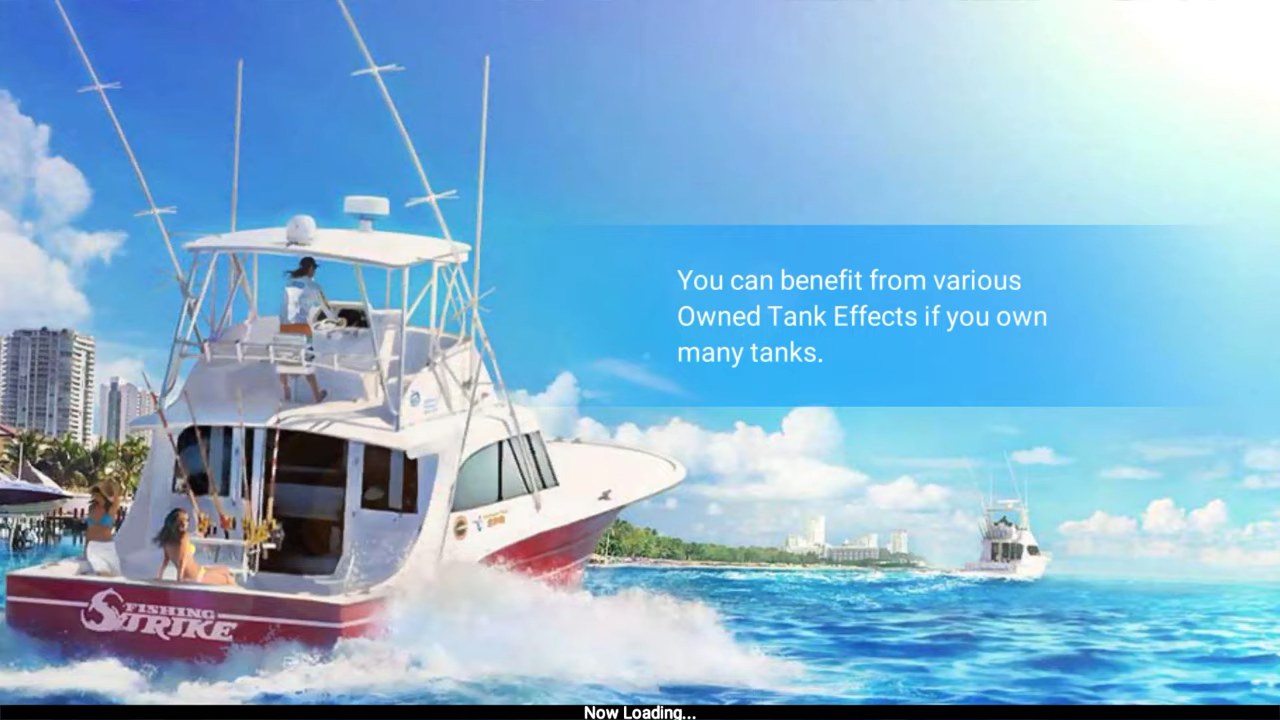 You can benefit from various
Owned Tank Effects if you own
many tanks.
FISHING
STRIKE
Now Loading...